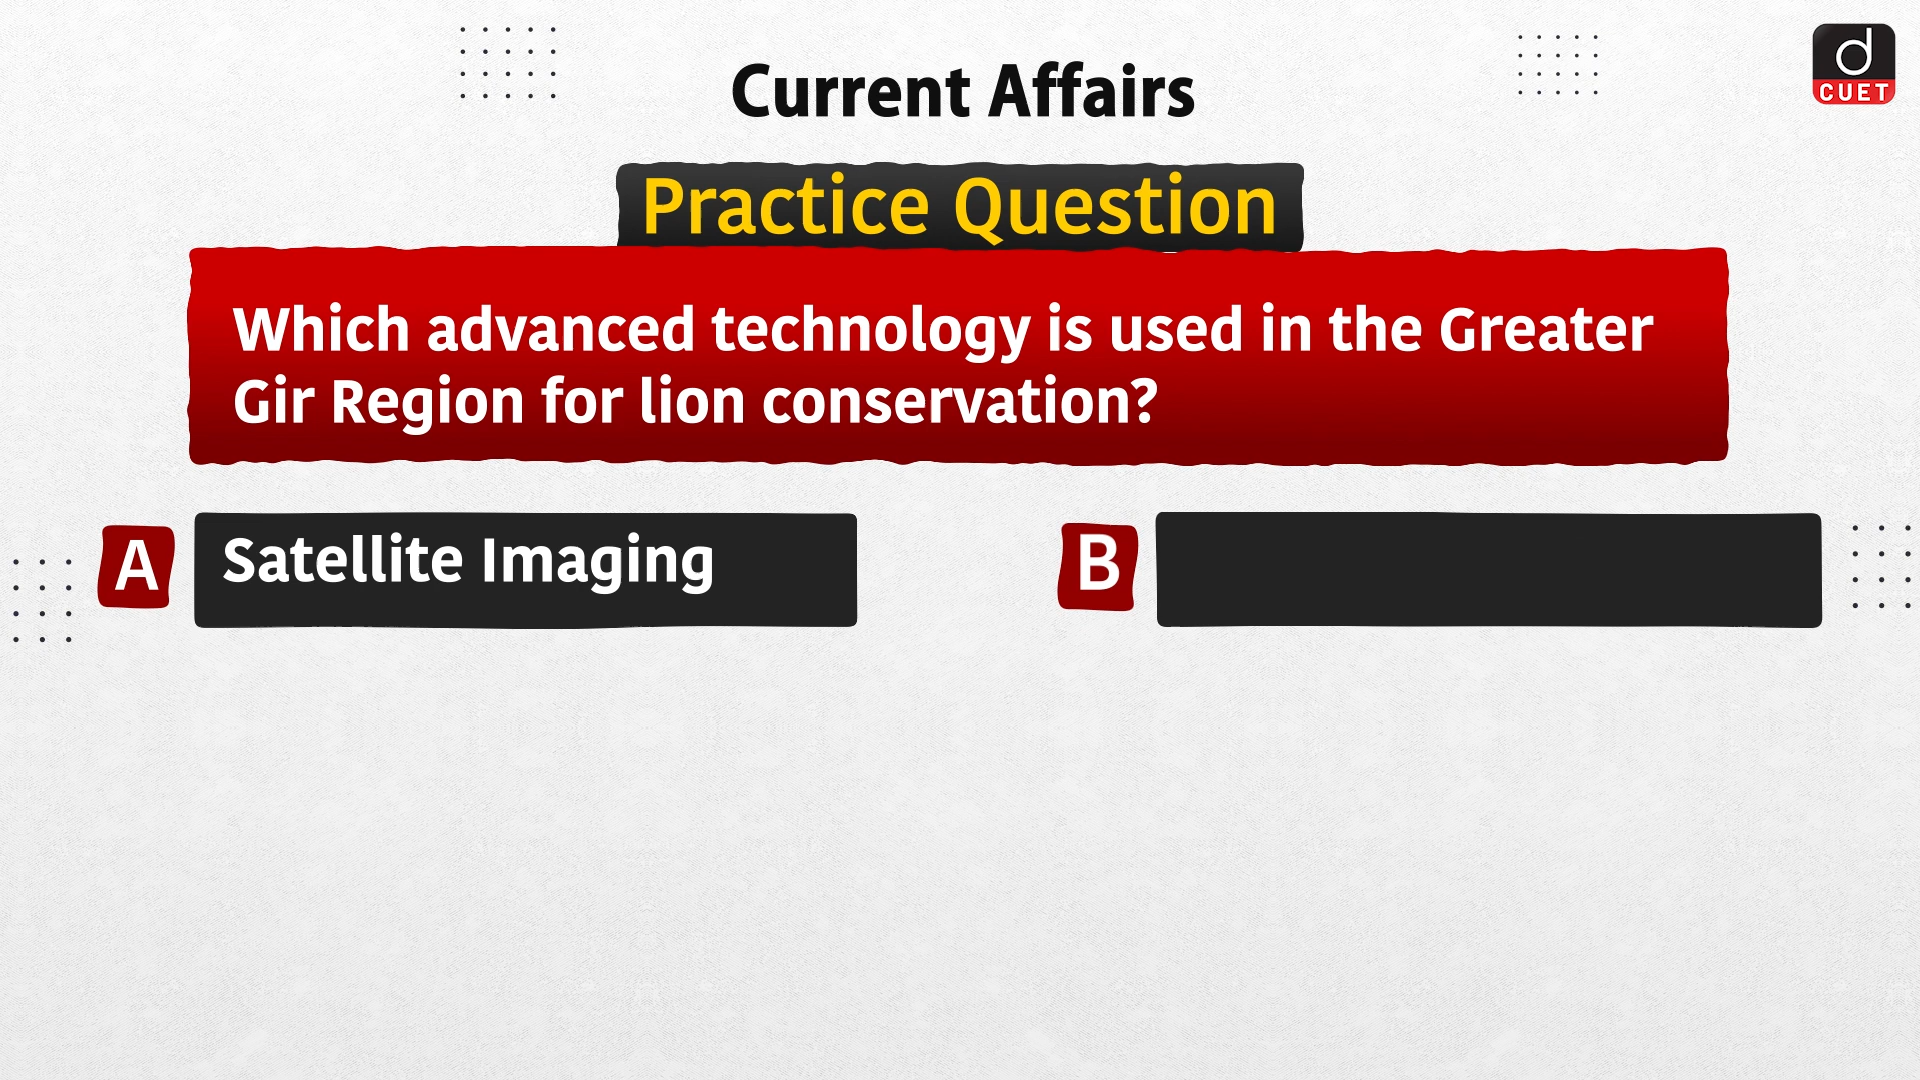 Current Affairs
d
CUET
Practice Question
Which advanced technology is used in the Greater
Gir Region for lion conservation?
A Satellite Imaging
B